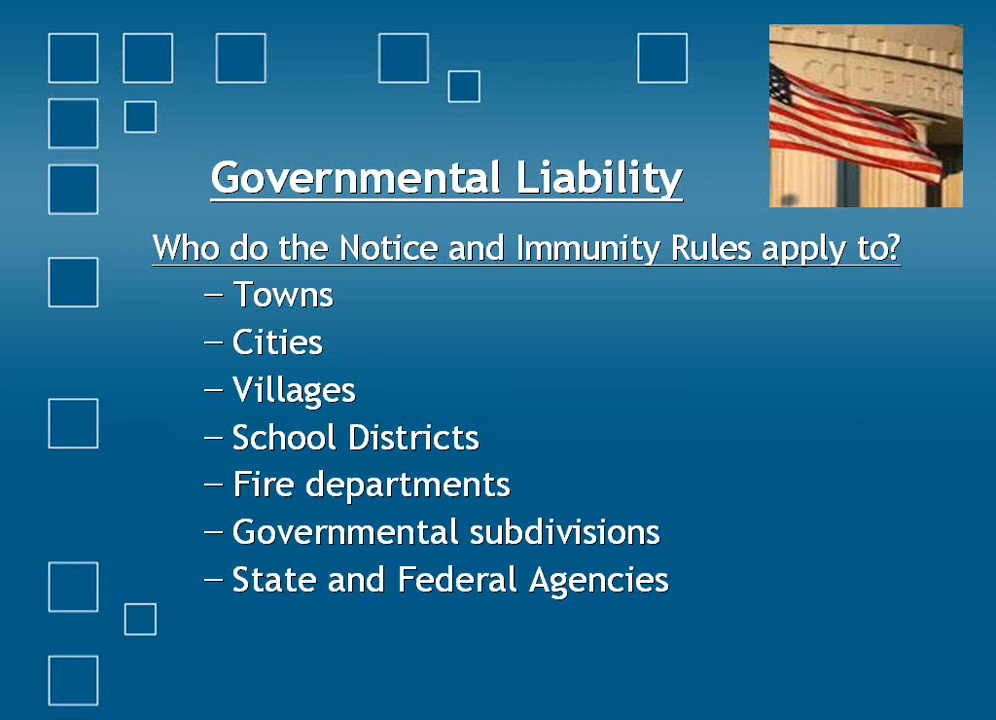 COURTHO
Governmental Liability
Who do the Notice and Immunity Rules apply to?
– Towns
– Cities
– Villages
– School Districts
– Fire departments
– Governmental subdivisions
– State and Federal Agencies